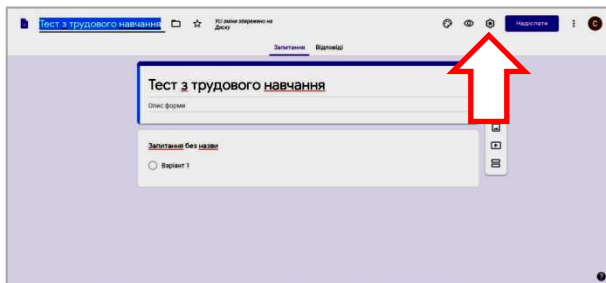 Тест з трудового навчання
Усі зміни збережено на
Диску
Надіслати
С
Запитання Відповіді
Тест з трудового навчання
Опис форми
Запитання без назви
Варіант 1